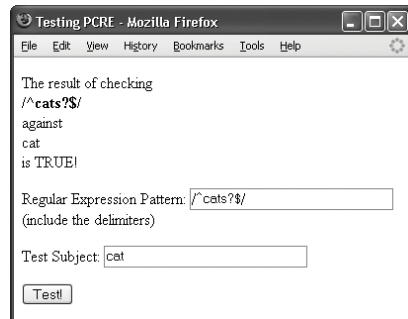 Testing PCRE - Mozilla Firefox
File Edit View History Bookmarks Tools Help
The result of checking
/^cats?$/
against
cat
is TRUE!
Regular Expression Pattern: /^cats?$/
(include the delimiters)
Test Subject: cat
Test!